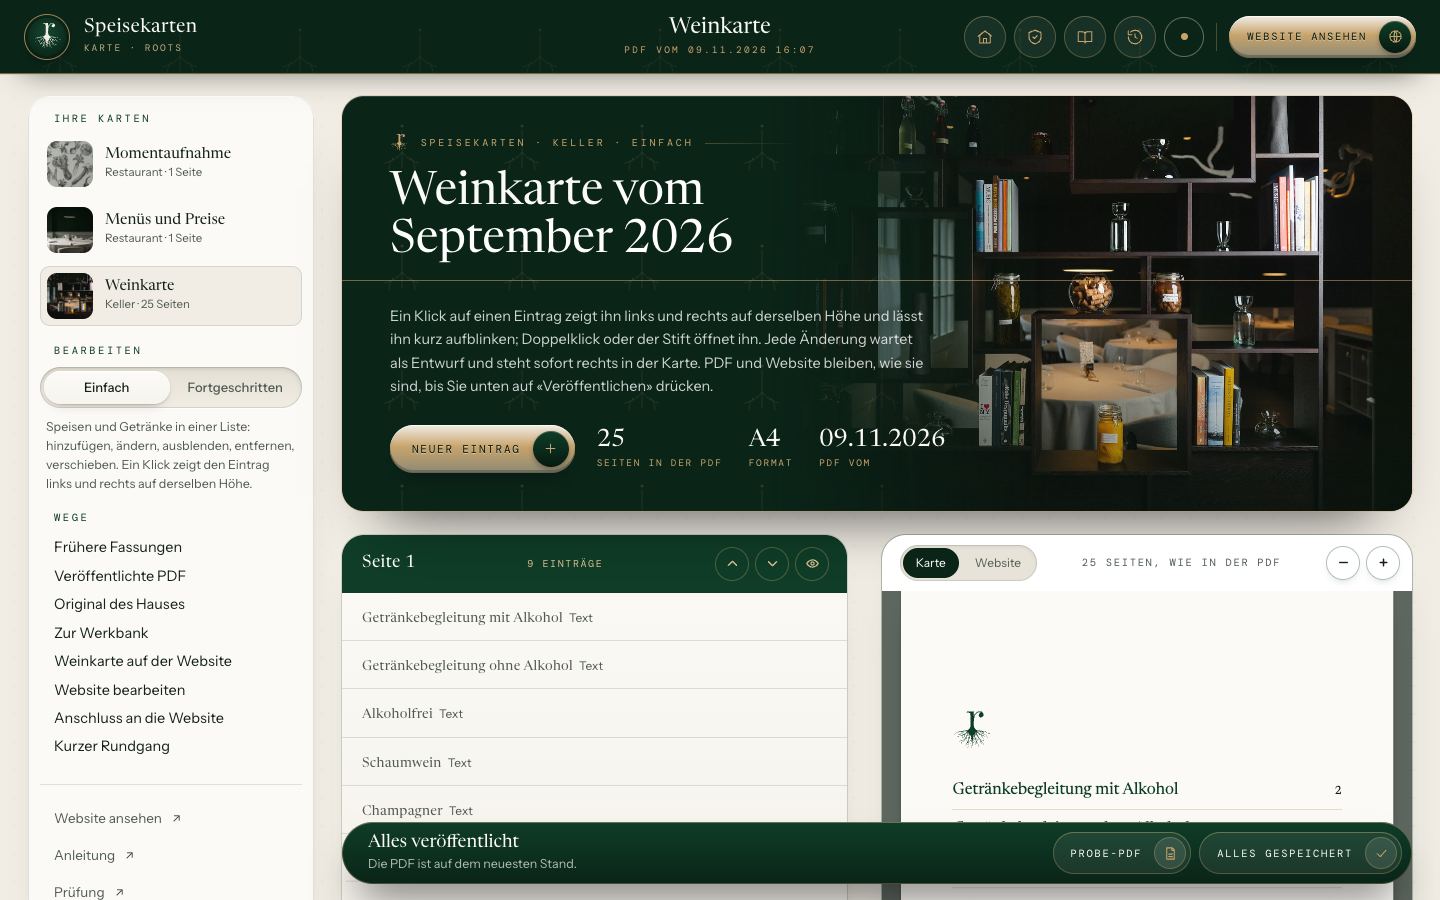 Speisekarten
KARTE · ROOTS
Weinkarte
PDF VOM 09.11.2026 16:07
WEBSITE ANSEHEN
IHRE KARTEN
Momentaufnahme
Restaurant · 1 Seite
Menüs und Preise
Restaurant · 1 Seite
Weinkarte
Keller · 25 Seiten
BEARBEITEN
Einfach
Fortgeschritten
Speisen und Getränke in einer Liste:
hinzufügen, ändern, ausblenden, entfernen,
verschieben. Ein Klick zeigt den Eintrag
links und rechts auf derselben Höhe.
WEGE
Frühere Fassungen
Veröffentlichte PDF
Original des Hauses
Zur Werkbank
Weinkarte auf der Website
Website bearbeiten
Anschluss an die Website
Kurzer Rundgang
Website ansehen
Anleitung
Prüfung
SPEISEKARTEN · KELLER · EINFACH
Weinkarte vom
September 2026
Ein Klick auf einen Eintrag zeigt ihn links und rechts auf derselben Höhe und lässt
ihn kurz aufblinken; Doppelklick oder der Stift öffnet ihn. Jede Änderung wartet
als Entwurf und steht sofort rechts in der Karte. PDF und Website bleiben, wie sie
sind, bis Sie unten auf «Veröffentlichen» drücken.
NEUER EINTRAG
25
SEITEN IN DER PDF
A4
FORMAT
09.11.2026
PDF VOM
Seite 1
9 EINTRÄGE
Getränkebegleitung mit Alkohol Text
Getränkebegleitung ohne Alkohol Text
Alkoholfrei Text
Schaumwein Text
Champagner Text
Karte
Website
25 SEITEN, WIE IN DER PDF
r
Getränkebegleitung mit Alkohol 2
Alles veröffentlicht
Die PDF ist auf dem neuesten Stand.
PROBE-PDF
ALLES GESPEICHERT